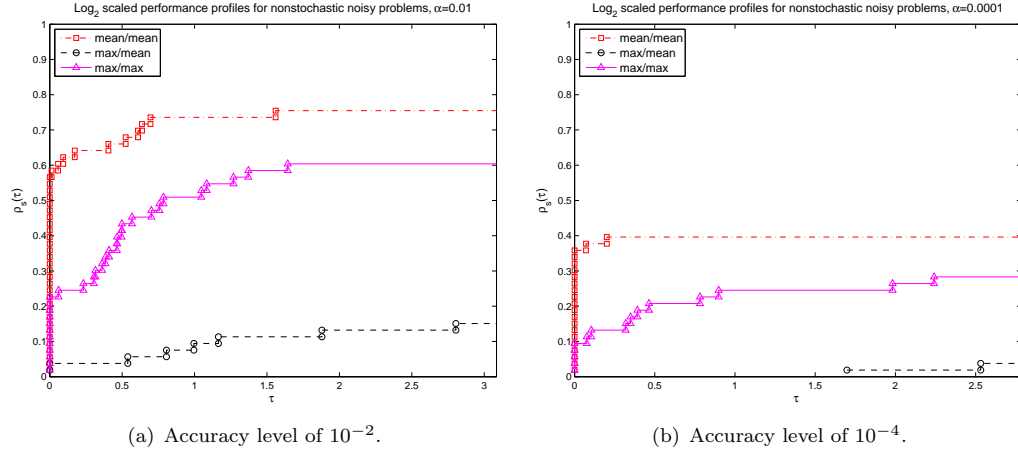 Log₂ scaled performance profiles for nonstochastic noisy problems, α=0.01
1
0.9
0.8
0.7
0.6
0.5
0.4
0.3
0.2
0.1
0
ρₛ(τ)
mean/mean
max/mean
max/max
0 0.5 1 1.5 2 2.5 3
τ
(a) Accuracy level of 10⁻².
Log₂ scaled performance profiles for nonstochastic noisy problems, α=0.0001
1
0.9
0.8
0.7
0.6
0.5
0.4
0.3
0.2
0.1
0
ρₛ(τ)
mean/mean
max/mean
max/max
0 0.5 1 1.5 2 2.5
τ
(b) Accuracy level of 10⁻⁴.